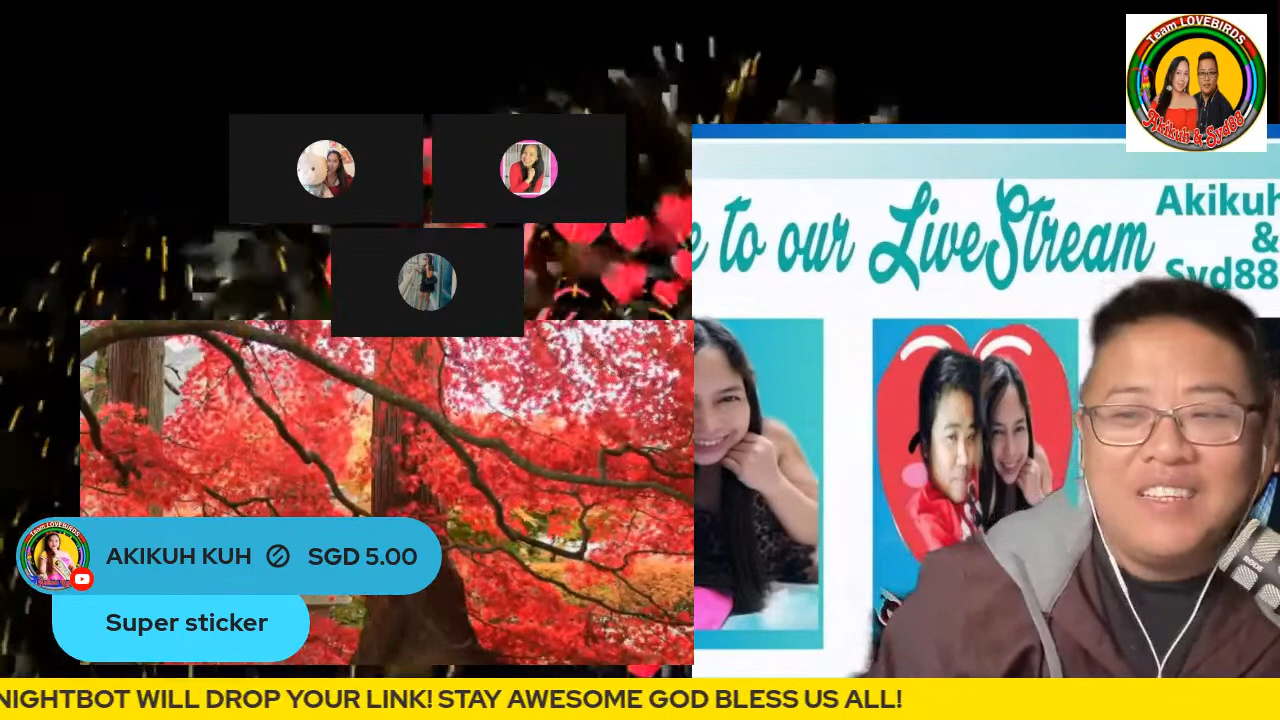 Team LOVEBIRDS
Akikuh & Syd88
e to our LiveStream
Akikuh
&
Syd88
AKIKUH KUH SGD 5.00
Super sticker
RODE
NIGHTBOT WILL DROP YOUR LINK! STAY AWESOME GOD BLESS US ALL!